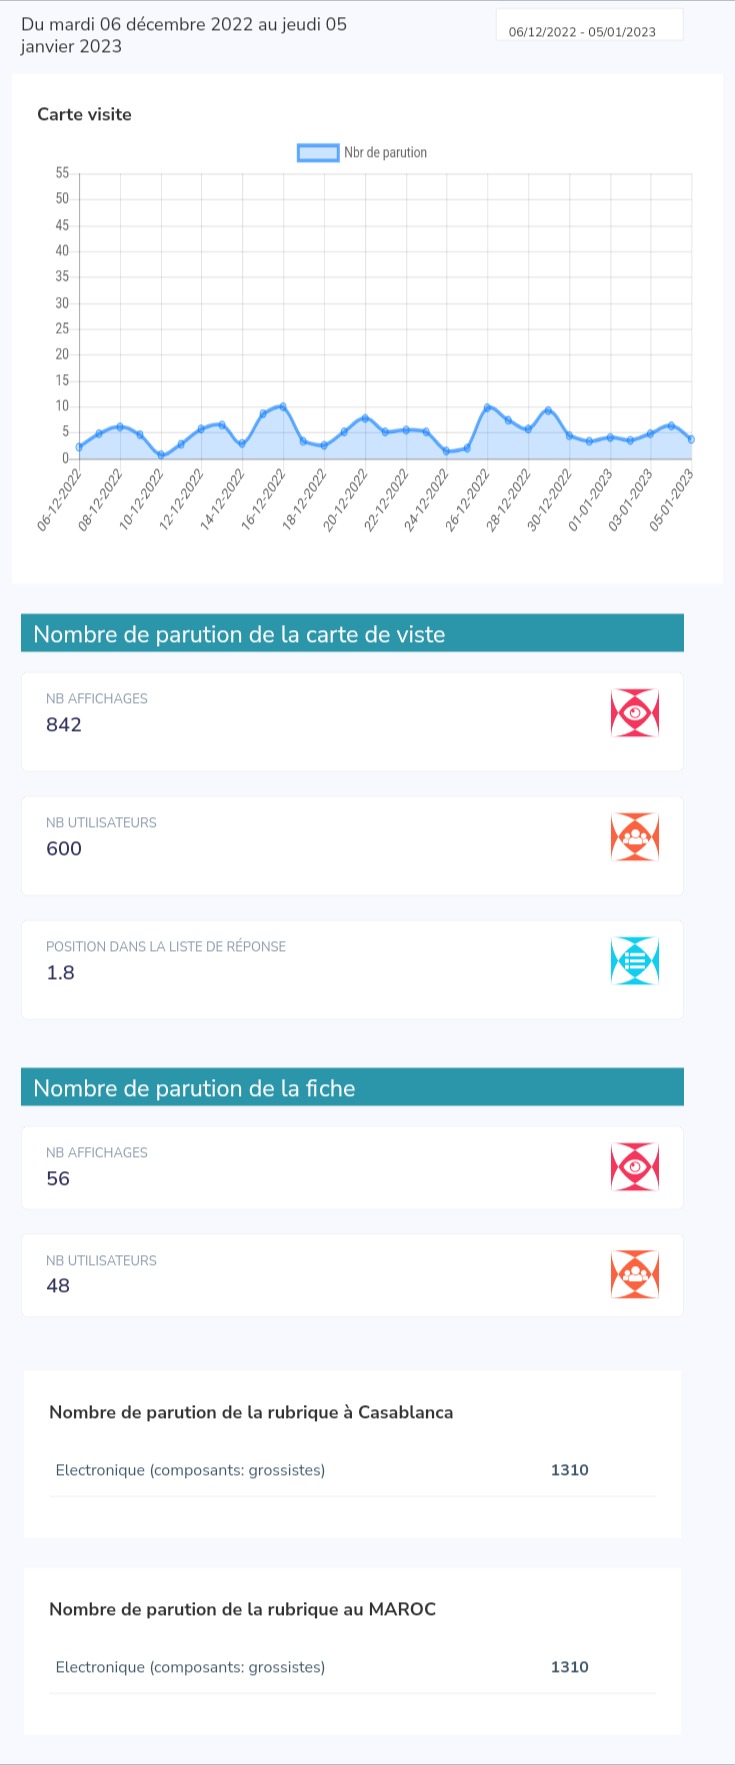 Du mardi 06 décembre 2022 au jeudi 05
janvier 2023
06/12/2022 - 05/01/2023
Carte visite
Nbr de parution
55
50
45
40
35
30
25
20
15
10
5
0
06-12-2022
08-12-2022
10-12-2022
12-12-2022
14-12-2022
16-12-2022
18-12-2022
20-12-2022
22-12-2022
24-12-2022
26-12-2022
28-12-2022
30-12-2022
01-01-2023
03-01-2023
05-01-2023
Nombre de parution de la carte de viste
NB AFFICHAGES
842
NB UTILISATEURS
600
POSITION DANS LA LISTE DE RÉPONSE
1.8
Nombre de parution de la fiche
NB AFFICHAGES
56
NB UTILISATEURS
48
Nombre de parution de la rubrique à Casablanca
Electronique (composants: grossistes) 1310
Nombre de parution de la rubrique au MAROC
Electronique (composants: grossistes) 1310